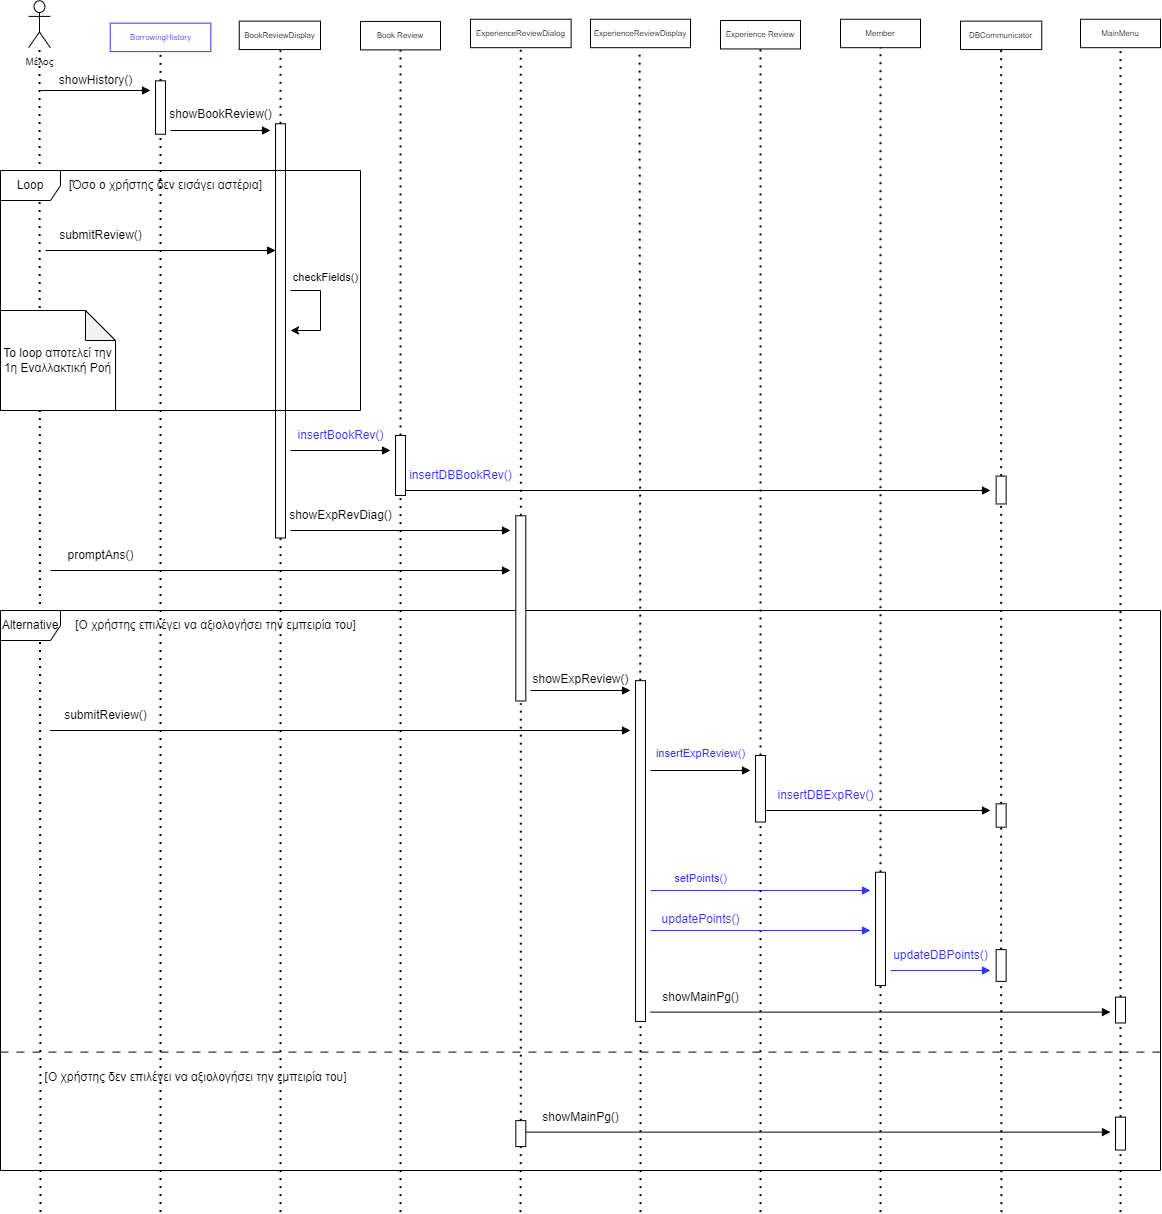 BorrowingHistory
BookReviewDisplay
Book Review
ExperienceReviewDialog
ExperienceReviewDisplay
Experience Review
Member
DBCommunicator
MainMenu
Μέλος
showHistory()
showBookReview()
Loop
[Όσο ο χρήστης δεν εισάγει αστέρια]
submitReview()
checkFields()
Το loop αποτελεί την
1η Εναλλακτική Ροή
insertBookRev()
insertDBBookRev()
showExpRevDiag()
promptAns()
Alternative
[Ο χρήστης επιλέγει να αξιολογήσει την εμπειρία του]
showExpReview()
submitReview()
insertExpReview()
insertDBExpRev()
setPoints()
updatePoints()
updateDBPoints()
showMainPg()
[Ο χρήστης δεν επιλέγει να αξιολογήσει την εμπειρία του]
showMainPg()